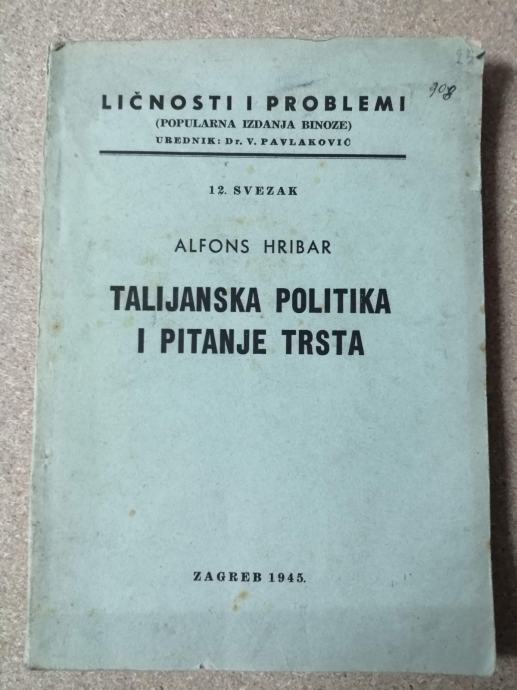 908
LIČNOSTI I PROBLEMI
(POPULARNA IZDANJA BINOZE)
UREDNIK: Dr. V. PAVLAKOVIĆ
12. SVEZAK
ALFONS HRIBAR
TALIJANSKA POLITIKA
I PITANJE TRSTA
ZAGREB 1945.